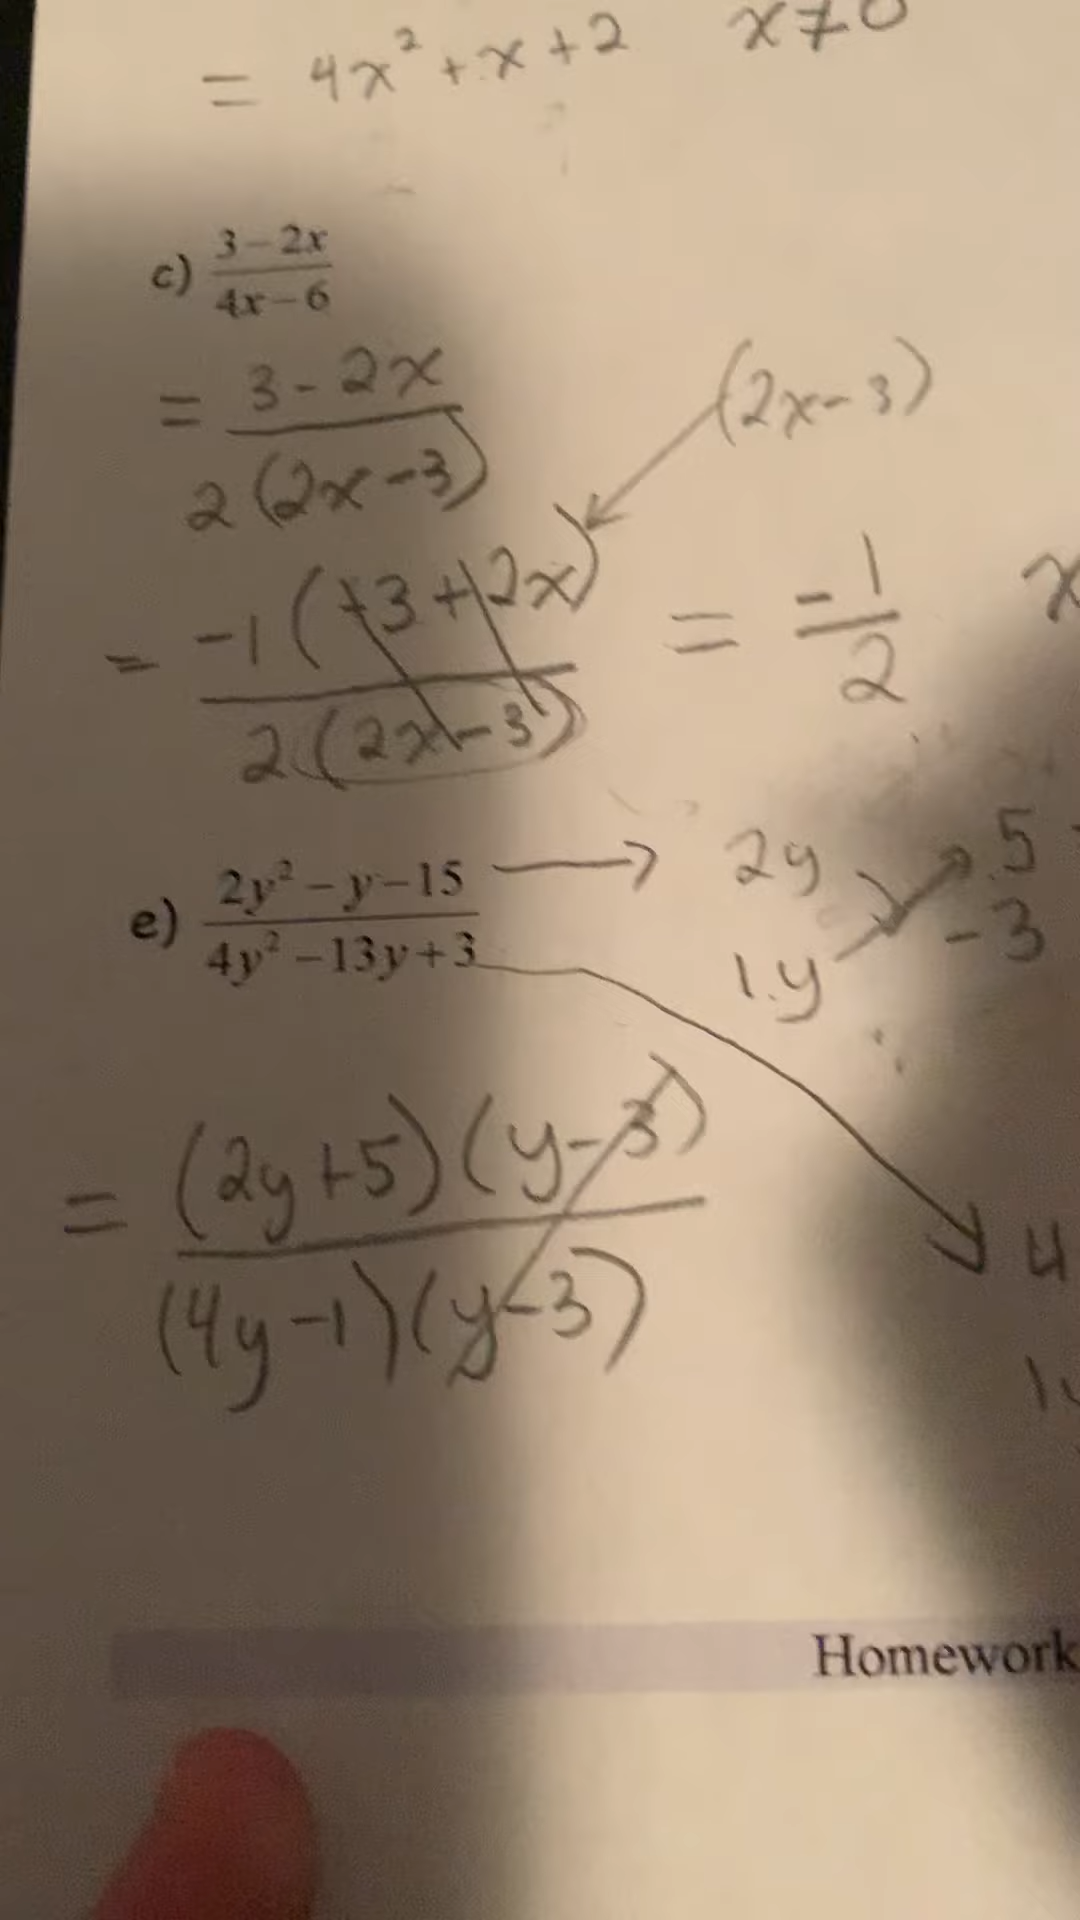 = 4x² + x + 2 x ≠ 0
c) 3 – 2x / 4x – 6
= 3 - 2x / 2 (2x - 3)
(2x - 3)
= -1 (-3 + 2x) / 2 (2x - 3) = -1 / 2 x
e) 2y² – y – 15 / 4y² – 13y + 3
2y 5
1y -3
= (2y + 5)(y - 3) / (4y - 1)(y - 3)
4
1
Homework